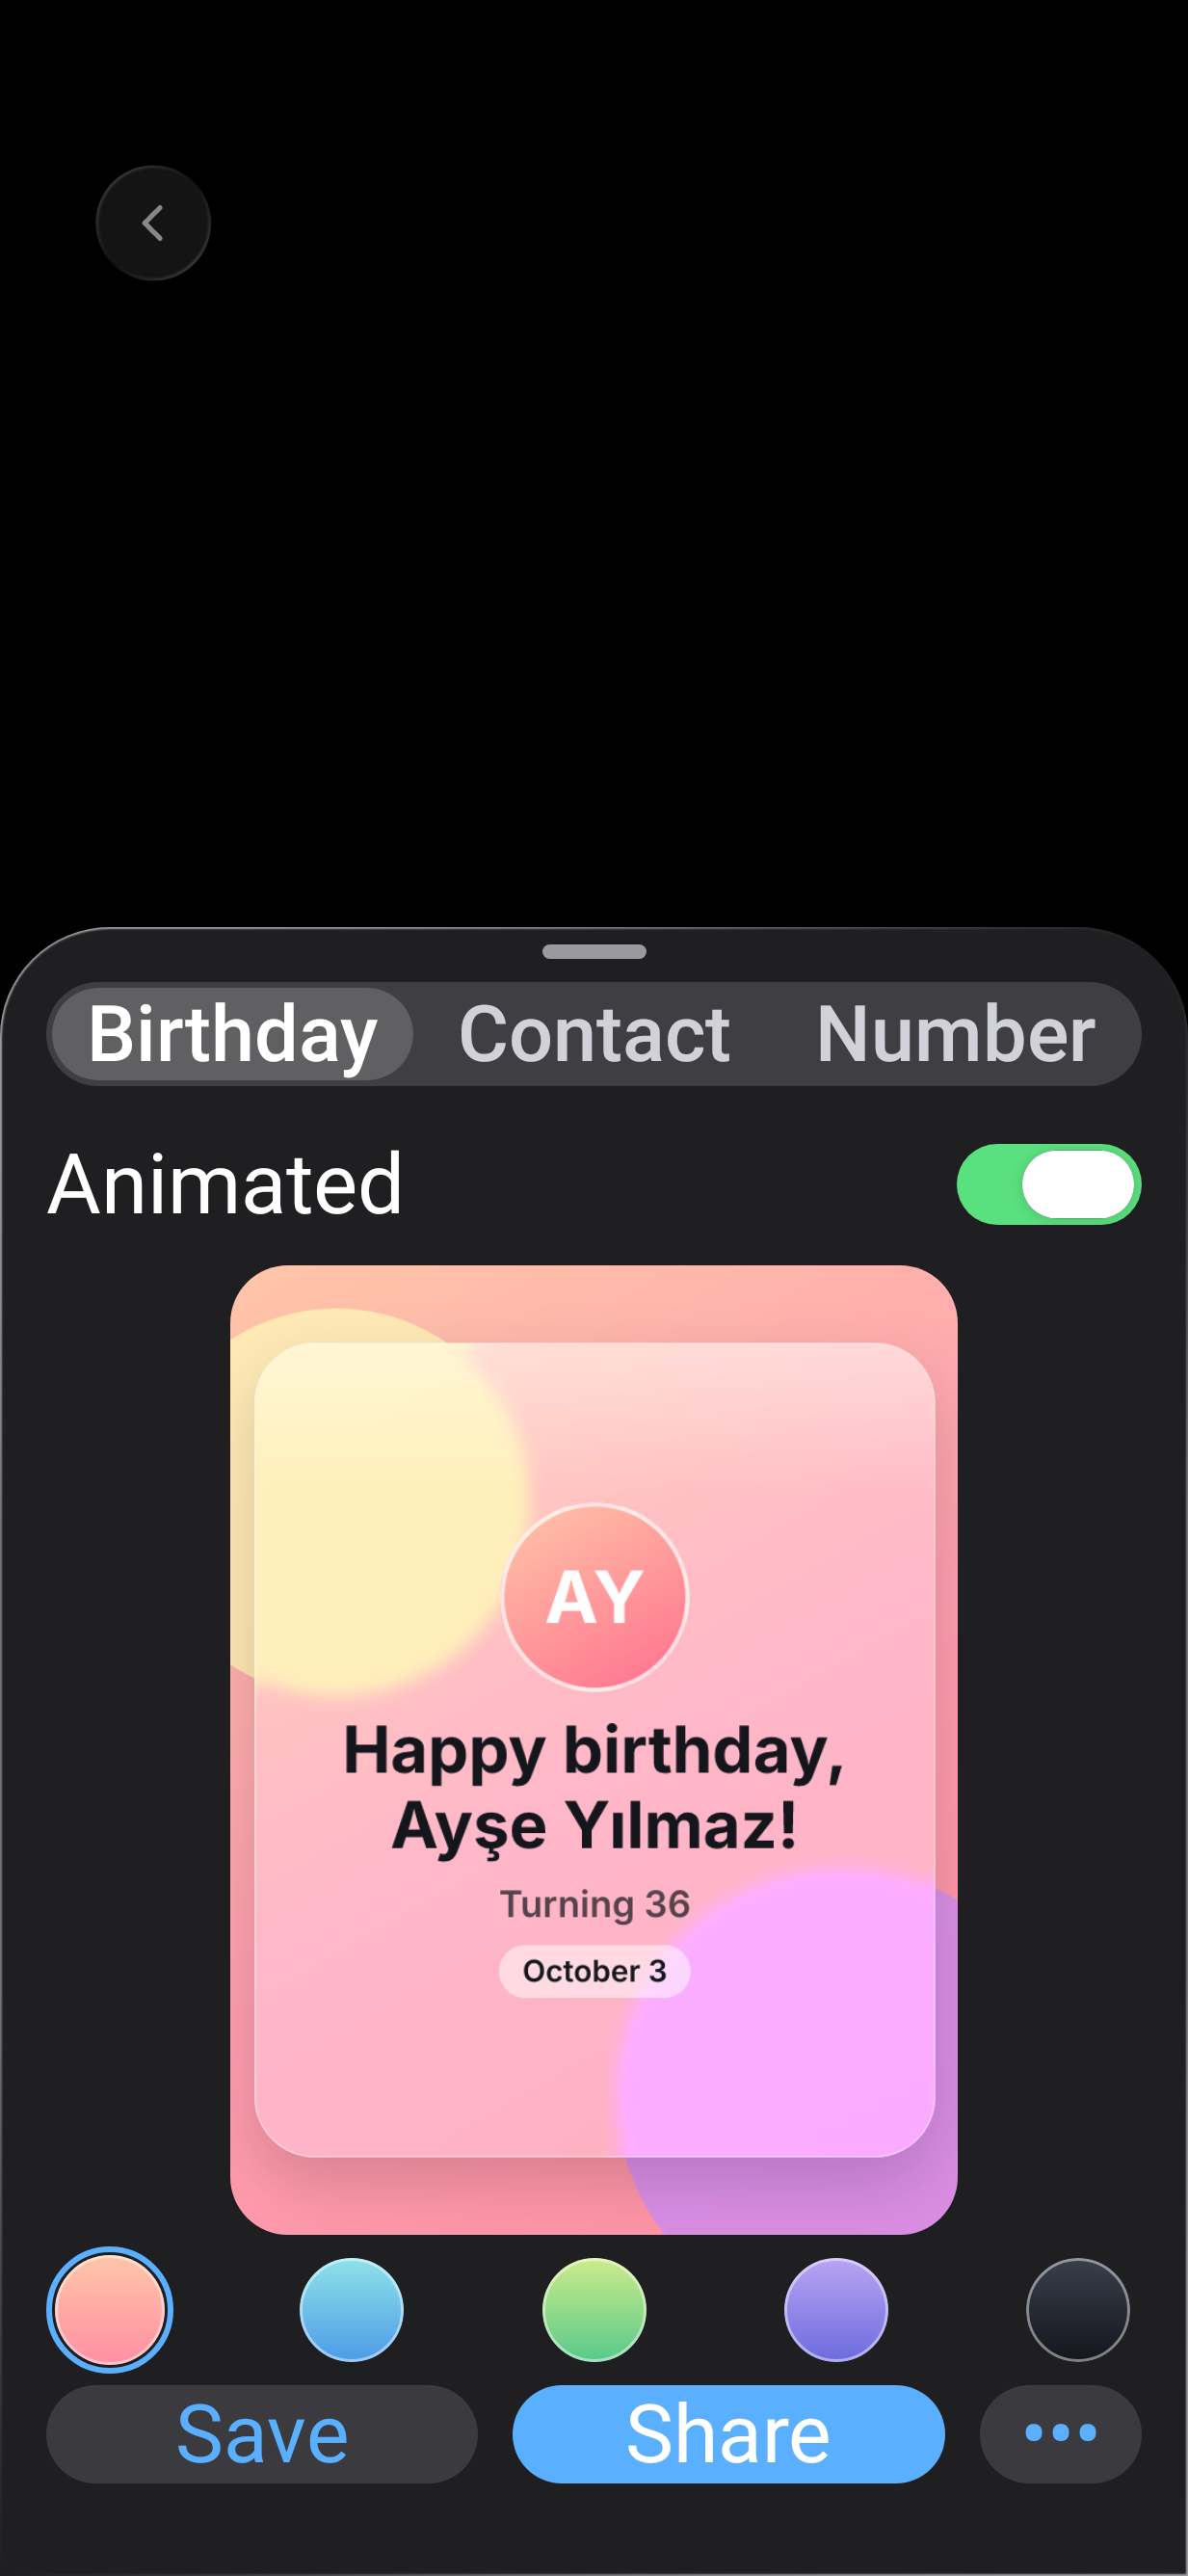 Birthday Contact Number
Animated
AY
Happy birthday,
Ayşe Yılmaz!
Turning 36
October 3
Save Share